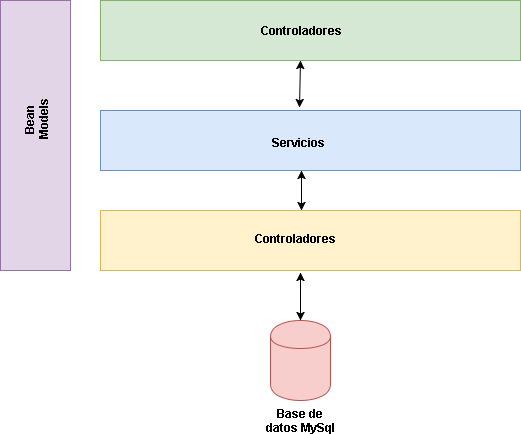 Controladores
Bean
Models
Servicios
Controladores
Base de
datos MySql